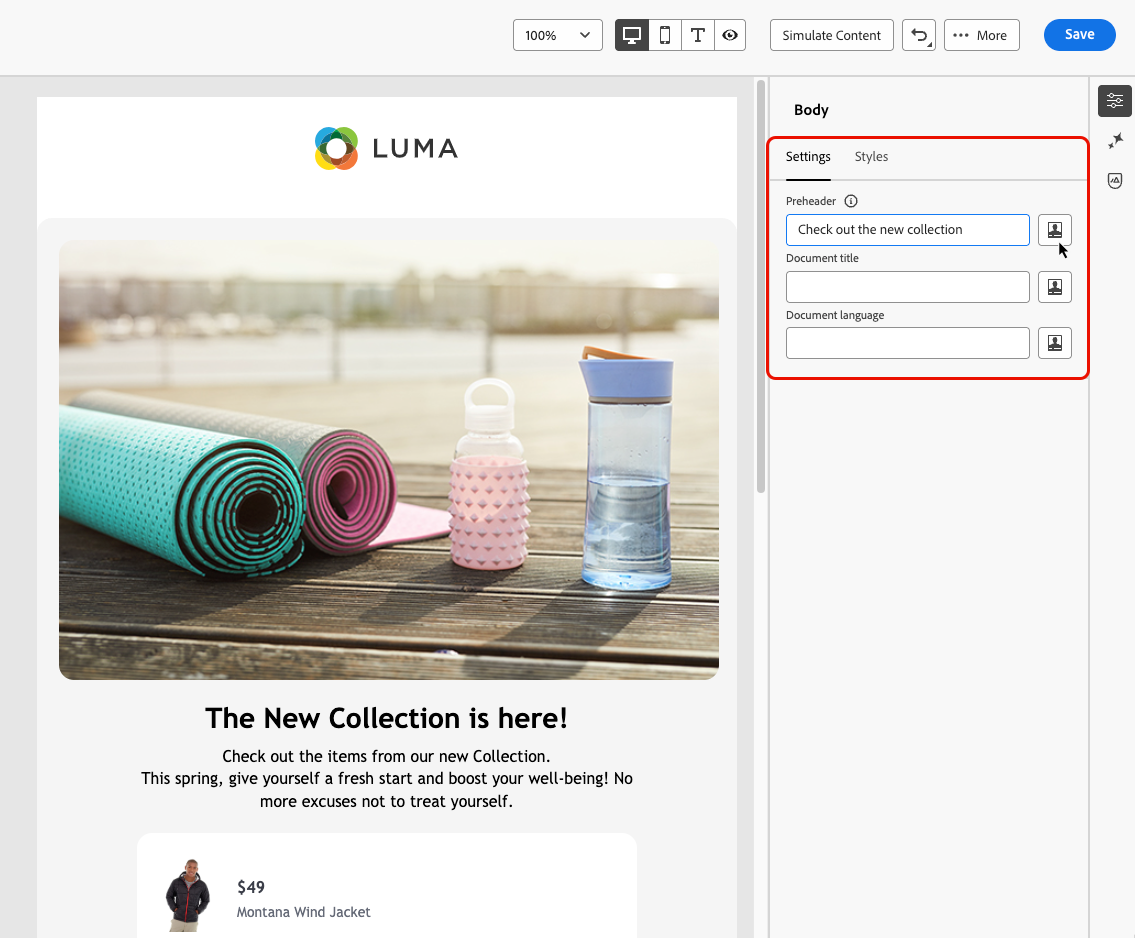 100%
Simulate Content
More
Save
LUMA
Body
Settings
Styles
Preheader
Check out the new collection
Document title
Document language
The New Collection is here!
Check out the items from our new Collection.
This spring, give yourself a fresh start and boost your well-being! No
more excuses not to treat yourself.
$49
Montana Wind Jacket